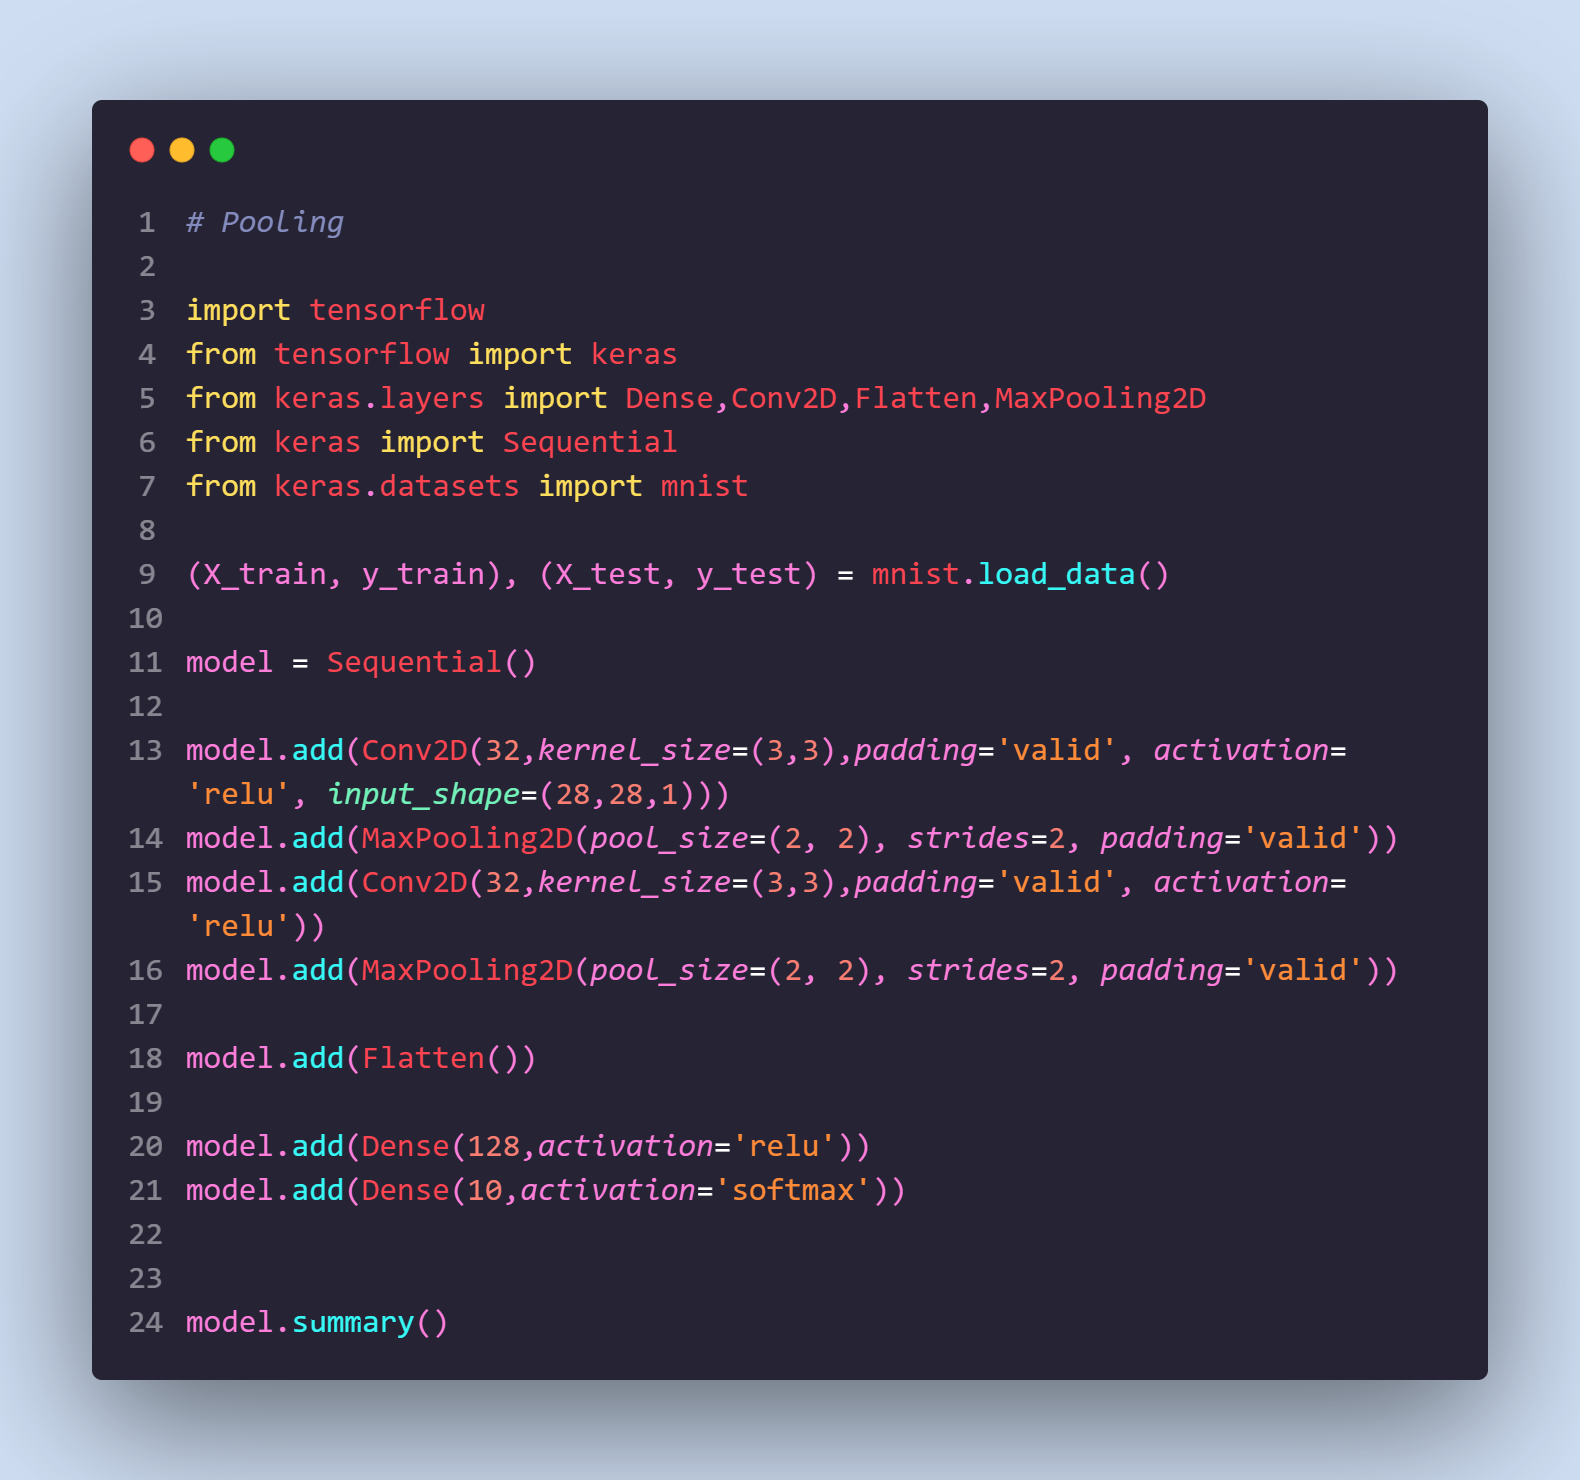 1 # Pooling
2
3 import tensorflow
4 from tensorflow import keras
5 from keras.layers import Dense,Conv2D,Flatten,MaxPooling2D
6 from keras import Sequential
7 from keras.datasets import mnist
8
9 (X_train, y_train), (X_test, y_test) = mnist.load_data()
10
11 model = Sequential()
12
13 model.add(Conv2D(32,kernel_size=(3,3),padding='valid', activation=
'relu', input_shape=(28,28,1)))
14 model.add(MaxPooling2D(pool_size=(2, 2), strides=2, padding='valid'))
15 model.add(Conv2D(32,kernel_size=(3,3),padding='valid', activation=
'relu'))
16 model.add(MaxPooling2D(pool_size=(2, 2), strides=2, padding='valid'))
17
18 model.add(Flatten())
19
20 model.add(Dense(128,activation='relu'))
21 model.add(Dense(10,activation='softmax'))
22
23
24 model.summary()